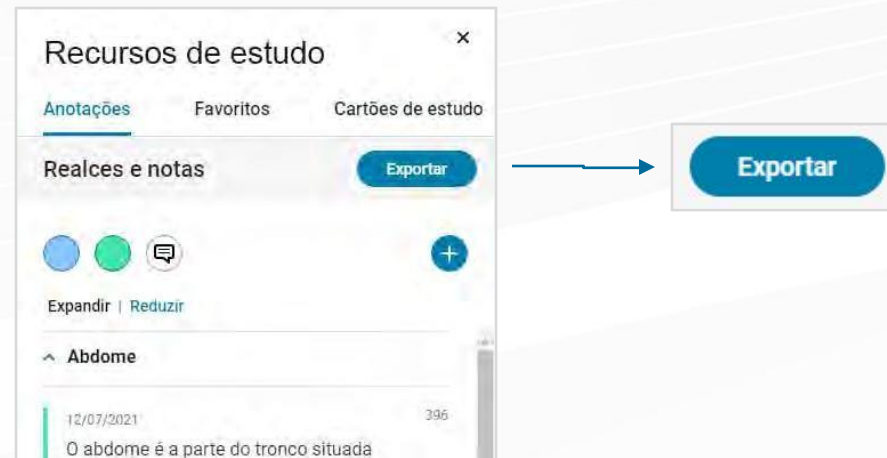 Recursos de estudo ×
Anotações Favoritos Cartões de estudo
Realces e notas Exportar
Exportar
+
Expandir | Reduzir
Abdome
12/07/2021 396
O abdome é a parte do tronco situada